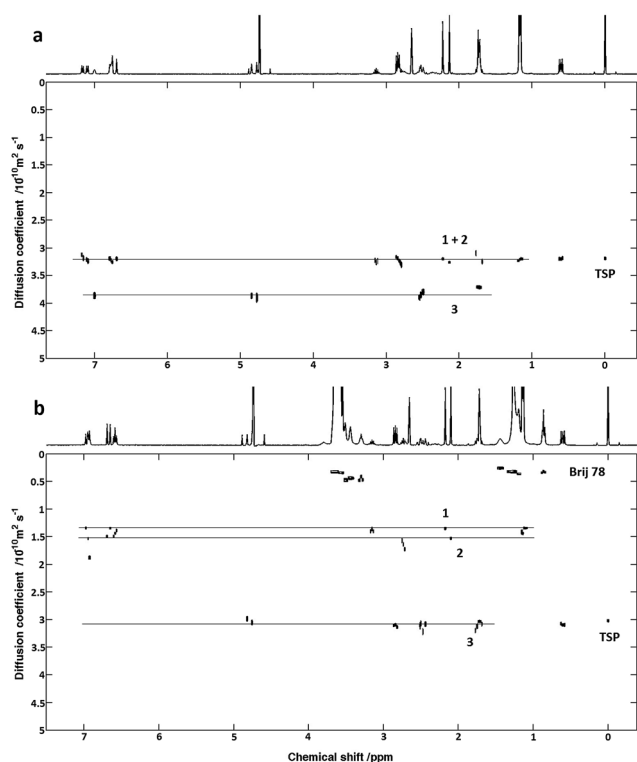 a
0
0.5
1
1.5
2
2.5
3
3.5
4
4.5
5
Diffusion coefficient /10⁻¹⁰m² s⁻¹
1 + 2
TSP
3
7 6 5 4 3 2 1 0
b
0
0.5
1
1.5
2
2.5
3
3.5
4
4.5
5
Diffusion coefficient /10⁻¹⁰m² s⁻¹
Brij 78
1
2
3
TSP
7 6 5 4 3 2 1 0
Chemical shift /ppm